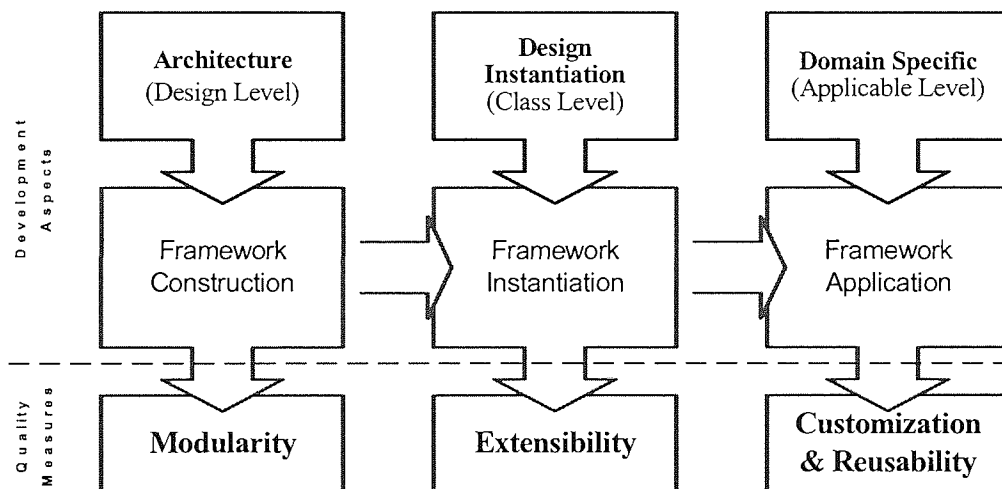 Architecture
(Design Level)
Design
Instantiation
(Class Level)
Domain Specific
(Applicable Level)
Development
Aspects
Framework
Construction
Framework
Instantiation
Framework
Application
Quality
Measures
Modularity
Extensibility
Customization
& Reusability